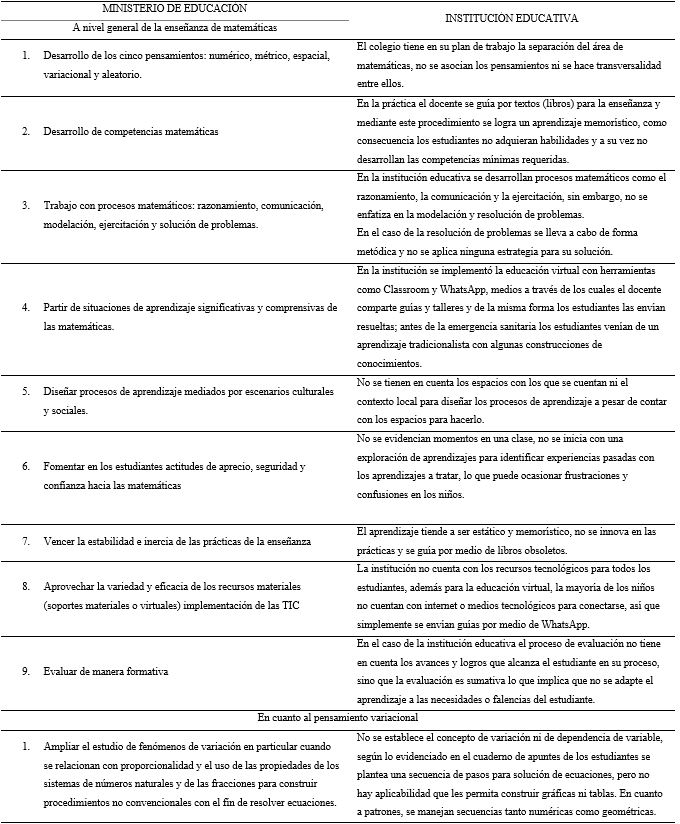 MINISTERIO DE EDUCACIÓN
INSTITUCIÓN EDUCATIVA
A nivel general de la enseñanza de matemáticas
1. Desarrollo de los cinco pensamientos: numérico, métrico, espacial,
variacional y aleatorio.
El colegio tiene en su plan de trabajo la separación del área de
matemáticas, no se asocian los pensamientos ni se hace transversalidad
entre ellos.
2. Desarrollo de competencias matemáticas
En la práctica el docente se guía por textos (libros) para la enseñanza y
mediante este procedimiento se logra un aprendizaje memorístico, como
consecuencia los estudiantes no adquieran habilidades y a su vez no
desarrollan las competencias mínimas requeridas.
3. Trabajo con procesos matemáticos: razonamiento, comunicación,
modelación, ejercitación y solución de problemas.
En la institución educativa se desarrollan procesos matemáticos como el
razonamiento, la comunicación y la ejercitación, sin embargo, no se
enfatiza en la modelación y resolución de problemas.
En el caso de la resolución de problemas se lleva a cabo de forma
metódica y no se aplica ninguna estrategia para su solución.
4. Partir de situaciones de aprendizaje significativas y comprensivas de
las matemáticas.
En la institución se implementó la educación virtual con herramientas
como Classroom y WhatsApp, medios a través de los cuales el docente
comparte guías y talleres y de la misma forma los estudiantes las envían
resueltas; antes de la emergencia sanitaria los estudiantes venían de un
aprendizaje tradicionalista con algunas construcciones de
conocimientos.
5. Diseñar procesos de aprendizaje mediados por escenarios culturales
y sociales.
No se tienen en cuenta los espacios con los que se cuentan ni el
contexto local para diseñar los procesos de aprendizaje a pesar de contar
con los espacios para hacerlo.
6. Fomentar en los estudiantes actitudes de aprecio, seguridad y
confianza hacia las matemáticas
No se evidencian momentos en una clase, no se inicia con una
exploración de aprendizajes para identificar experiencias pasadas con
los aprendizajes a tratar, lo que puede ocasionar frustraciones y
confusiones en los niños.
7. Vencer la estabilidad e inercia de las prácticas de la enseñanza
El aprendizaje tiende a ser estático y memorístico, no se innova en las
prácticas y se guía por medio de libros obsoletos.
8. Aprovechar la variedad y eficacia de los recursos materiales
(soportes materiales o virtuales) implementación de las TIC
La institución no cuenta con los recursos tecnológicos para todos los
estudiantes, además para la educación virtual, la mayoría de los niños
no cuentan con internet o medios tecnológicos para conectarse, así que
simplemente se envían guías por medio de WhatsApp.
9. Evaluar de manera formativa
En el caso de la institución educativa el proceso de evaluación no tiene
en cuenta los avances y logros que alcanza el estudiante en su proceso,
sino que la evaluación es sumativa lo que implica que no se adapte el
aprendizaje a las necesidades o falencias del estudiante.
En cuanto al pensamiento variacional
1. Ampliar el estudio de fenómenos de variación en particular cuando
se relacionan con proporcionalidad y el uso de las propiedades de los
sistemas de números naturales y de las fracciones para construir
procedimientos no convencionales con el fin de resolver ecuaciones.
No se establece el concepto de variación ni de dependencia de variable,
según lo evidenciado en el cuaderno de apuntes de los estudiantes se
plantea una secuencia de pasos para solución de ecuaciones, pero no
hay aplicabilidad que les permita construir gráficas ni tablas. En cuanto
a patrones, se manejan secuencias tanto numéricas como geométricas.